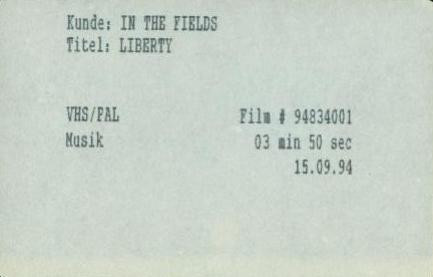 Kunde: IN THE FIELDS
Titel: LIBERTY
VHS/PAL Film # 94834001
Musik 03 min 50 sec
15.09.94